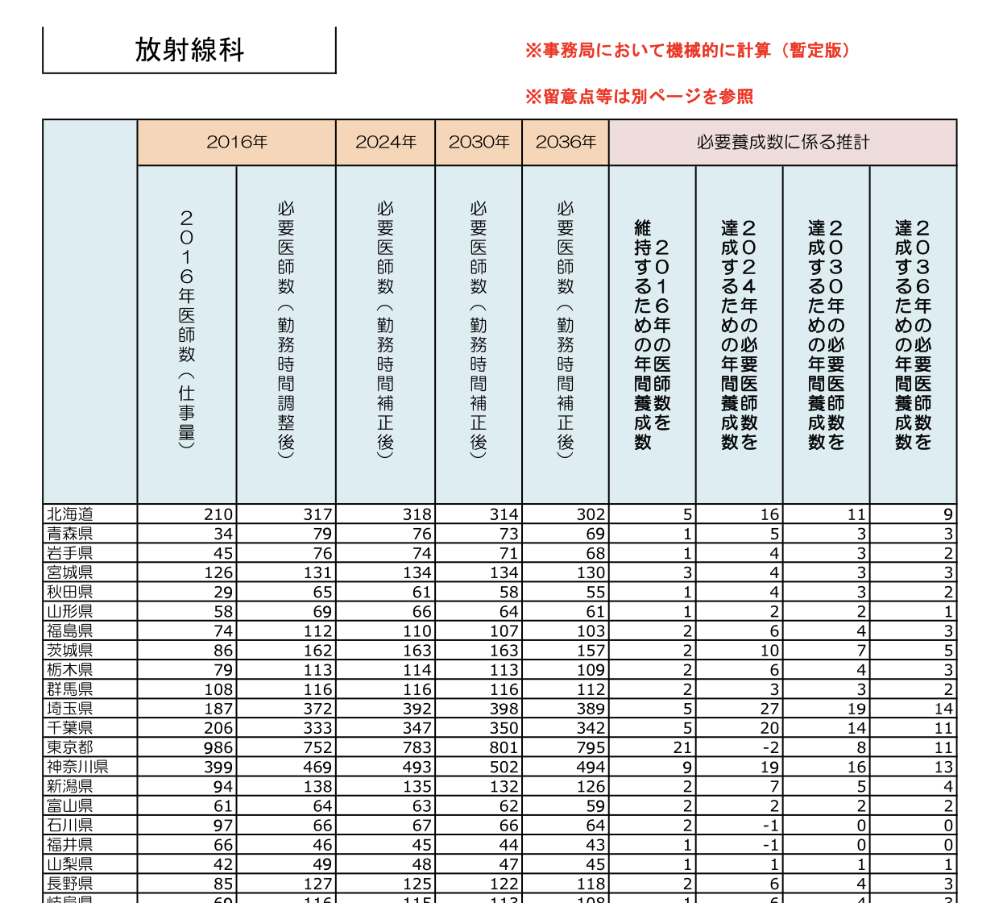 放射線科
※事務局において機械的に計算（暫定版）
※留意点等は別ページを参照
2016年 2024年 2030年 2036年 必要養成数に係る推計
2016年医師数（仕事量）
必要医師数（勤務時間調整後）
必要医師数（勤務時間補正後）
必要医師数（勤務時間補正後）
必要医師数（勤務時間補正後）
2016年の医師数を
維持するための年間養成数
2024年の必要医師数を
達成するための年間養成数
2030年の必要医師数を
達成するための年間養成数
2036年の必要医師数を
達成するための年間養成数
北海道 210 317 318 314 302 5 16 11 9
青森県 34 79 76 73 69 1 5 3 3
岩手県 45 76 74 71 68 1 4 3 2
宮城県 126 131 134 134 130 3 4 3 3
秋田県 29 65 61 58 55 1 4 3 2
山形県 58 69 66 64 61 1 2 2 1
福島県 74 112 110 107 103 2 6 4 3
茨城県 86 162 163 163 157 2 10 7 5
栃木県 79 113 114 113 109 2 6 4 3
群馬県 108 116 116 116 112 2 3 3 2
埼玉県 187 372 392 398 389 5 27 19 14
千葉県 206 333 347 350 342 5 20 14 11
東京都 986 752 783 801 795 21 -2 8 11
神奈川県 399 469 493 502 494 9 19 16 13
新潟県 94 138 135 132 126 2 7 5 4
富山県 61 64 63 62 59 2 2 2 2
石川県 97 66 67 66 64 2 -1 0 0
福井県 66 46 45 44 43 1 -1 0 0
山梨県 42 49 48 47 45 1 1 1 1
長野県 85 127 125 122 118 2 6 4 3
岐阜県 69 116 115 113 108 1 6 4 3